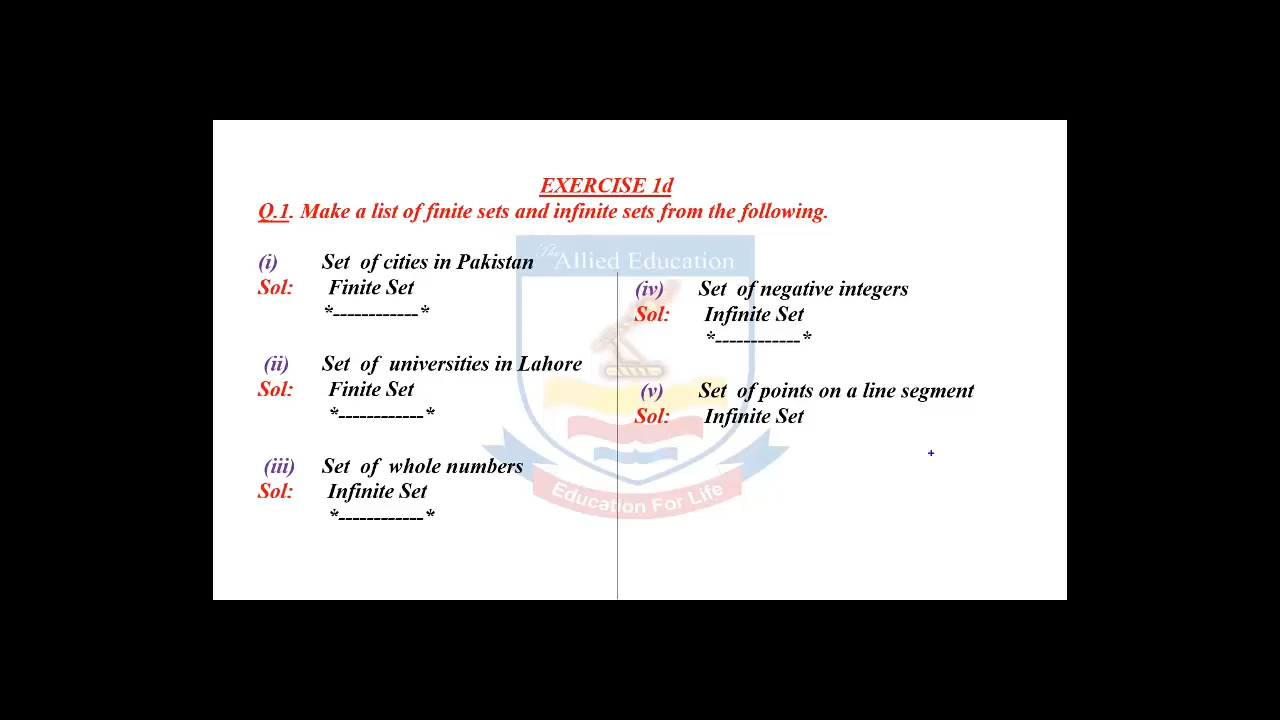 EXERCISE 1d
Q.1. Make a list of finite sets and infinite sets from the following.
The Allied Education
(i) Set of cities in Pakistan
Sol: Finite Set
*------------*
(ii) Set of universities in Lahore
Sol: Finite Set
*------------*
(iii) Set of whole numbers
Sol: Infinite Set
*------------*
(iv) Set of negative integers
Sol: Infinite Set
*------------*
(v) Set of points on a line segment
Sol: Infinite Set
Education For Life